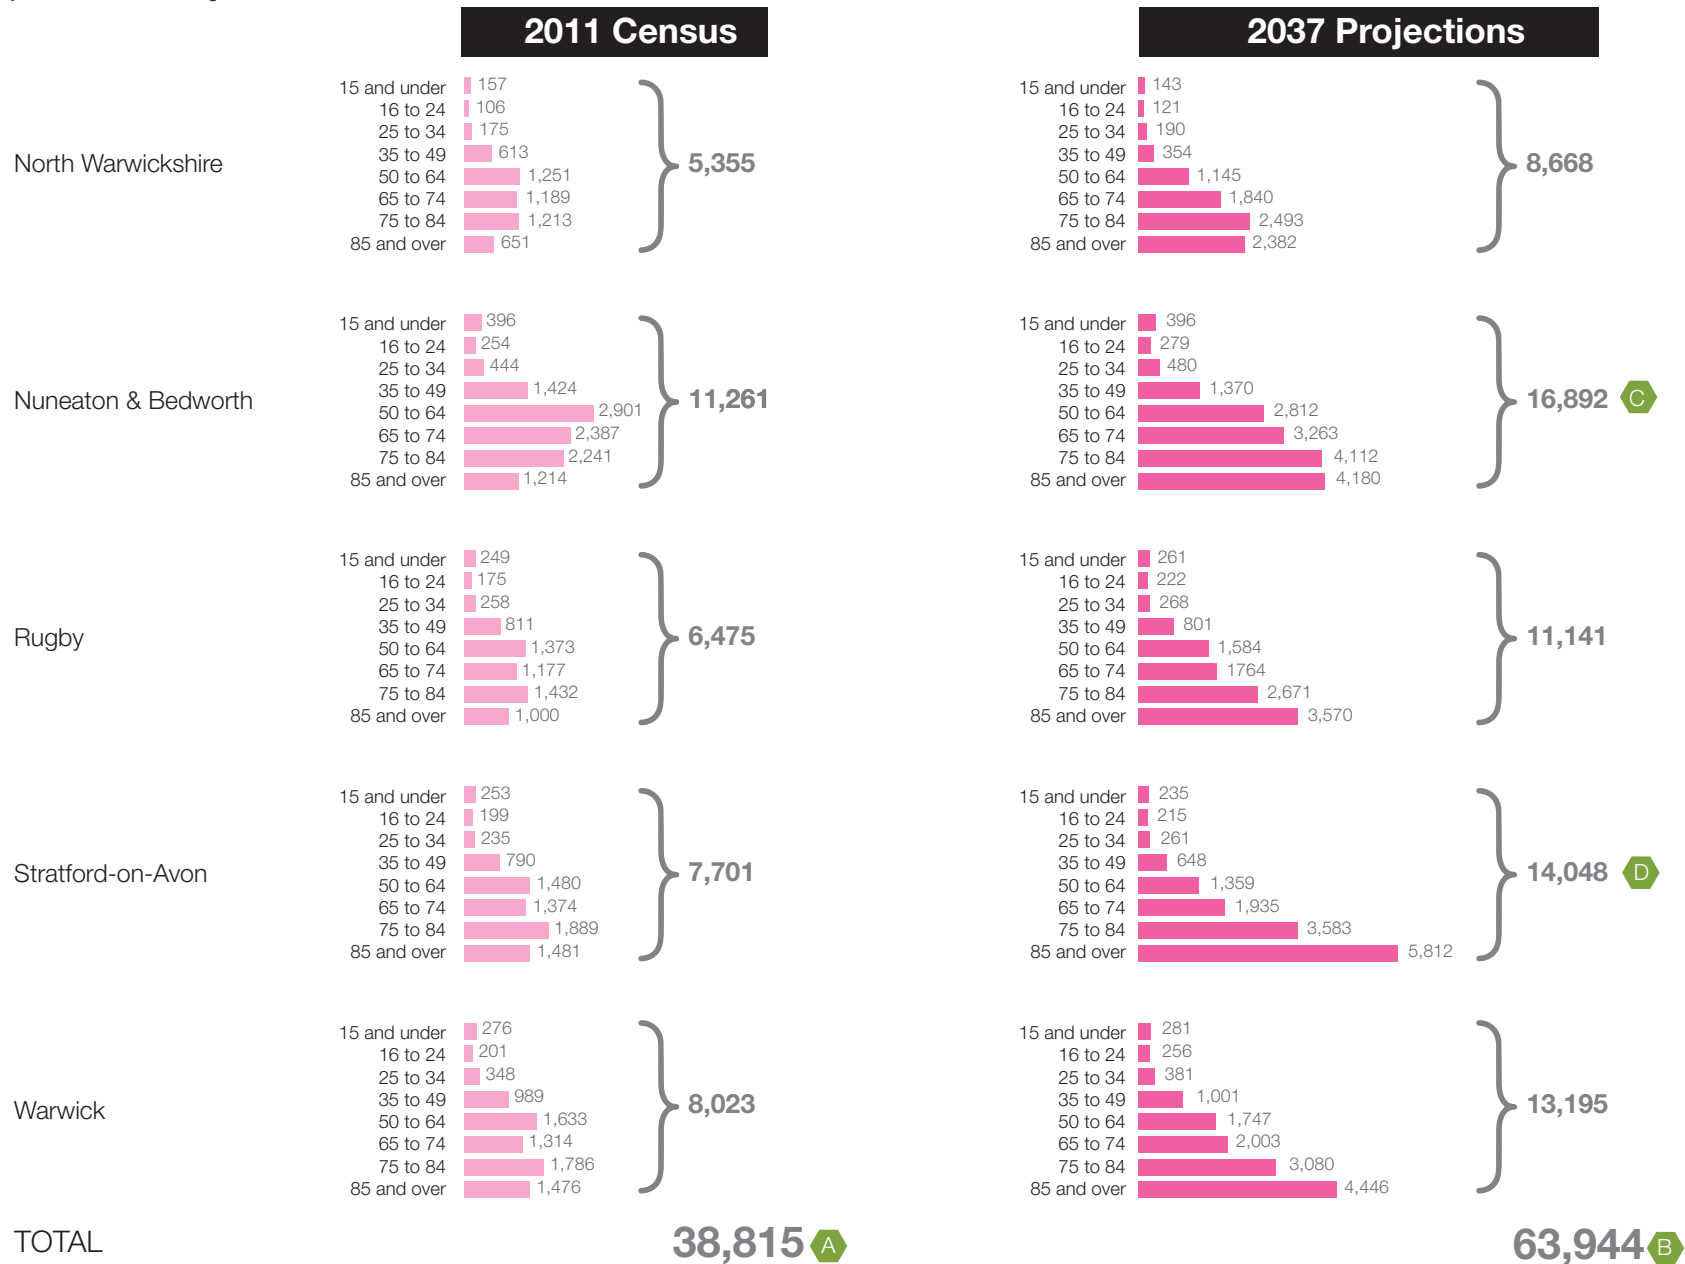 2011 Census 2037 Projections
15 and under 157 15 and under 143
16 to 24 106 16 to 24 121
25 to 34 175 25 to 34 190
35 to 49 613 35 to 49 354
North Warwickshire 5,355 8,668
50 to 64 1,251 50 to 64 1,145
65 to 74 1,189 65 to 74 1,840
75 to 84 1,213 75 to 84 2,493
85 and over 651 85 and over 2,382
15 and under 396 15 and under 396
16 to 24 254 16 to 24 279
25 to 34 444 25 to 34 480
35 to 49 1,424 35 to 49 1,370
Nuneaton & Bedworth 11,261 16,892 C
50 to 64 2,901 50 to 64 2,812
65 to 74 2,387 65 to 74 3,263
75 to 84 2,241 75 to 84 4,112
85 and over 1,214 85 and over 4,180
15 and under 249 15 and under 261
16 to 24 175 16 to 24 222
25 to 34 258 25 to 34 268
35 to 49 811 35 to 49 801
Rugby 6,475 11,141
50 to 64 1,373 50 to 64 1,584
65 to 74 1,177 65 to 74 1764
75 to 84 1,432 75 to 84 2,671
85 and over 1,000 85 and over 3,570
15 and under 253 15 and under 235
16 to 24 199 16 to 24 215
25 to 34 235 25 to 34 261
35 to 49 790 35 to 49 648
Stratford-on-Avon 7,701 14,048 D
50 to 64 1,480 50 to 64 1,359
65 to 74 1,374 65 to 74 1,935
75 to 84 1,889 75 to 84 3,583
85 and over 1,481 85 and over 5,812
15 and under 276 15 and under 281
16 to 24 201 16 to 24 256
25 to 34 348 25 to 34 381
35 to 49 989 35 to 49 1,001
Warwick 8,023 13,195
50 to 64 1,633 50 to 64 1,747
65 to 74 1,314 65 to 74 2,003
75 to 84 1,786 75 to 84 3,080
85 and over 1,476 85 and over 4,446
TOTAL 38,815 A 63,944 B